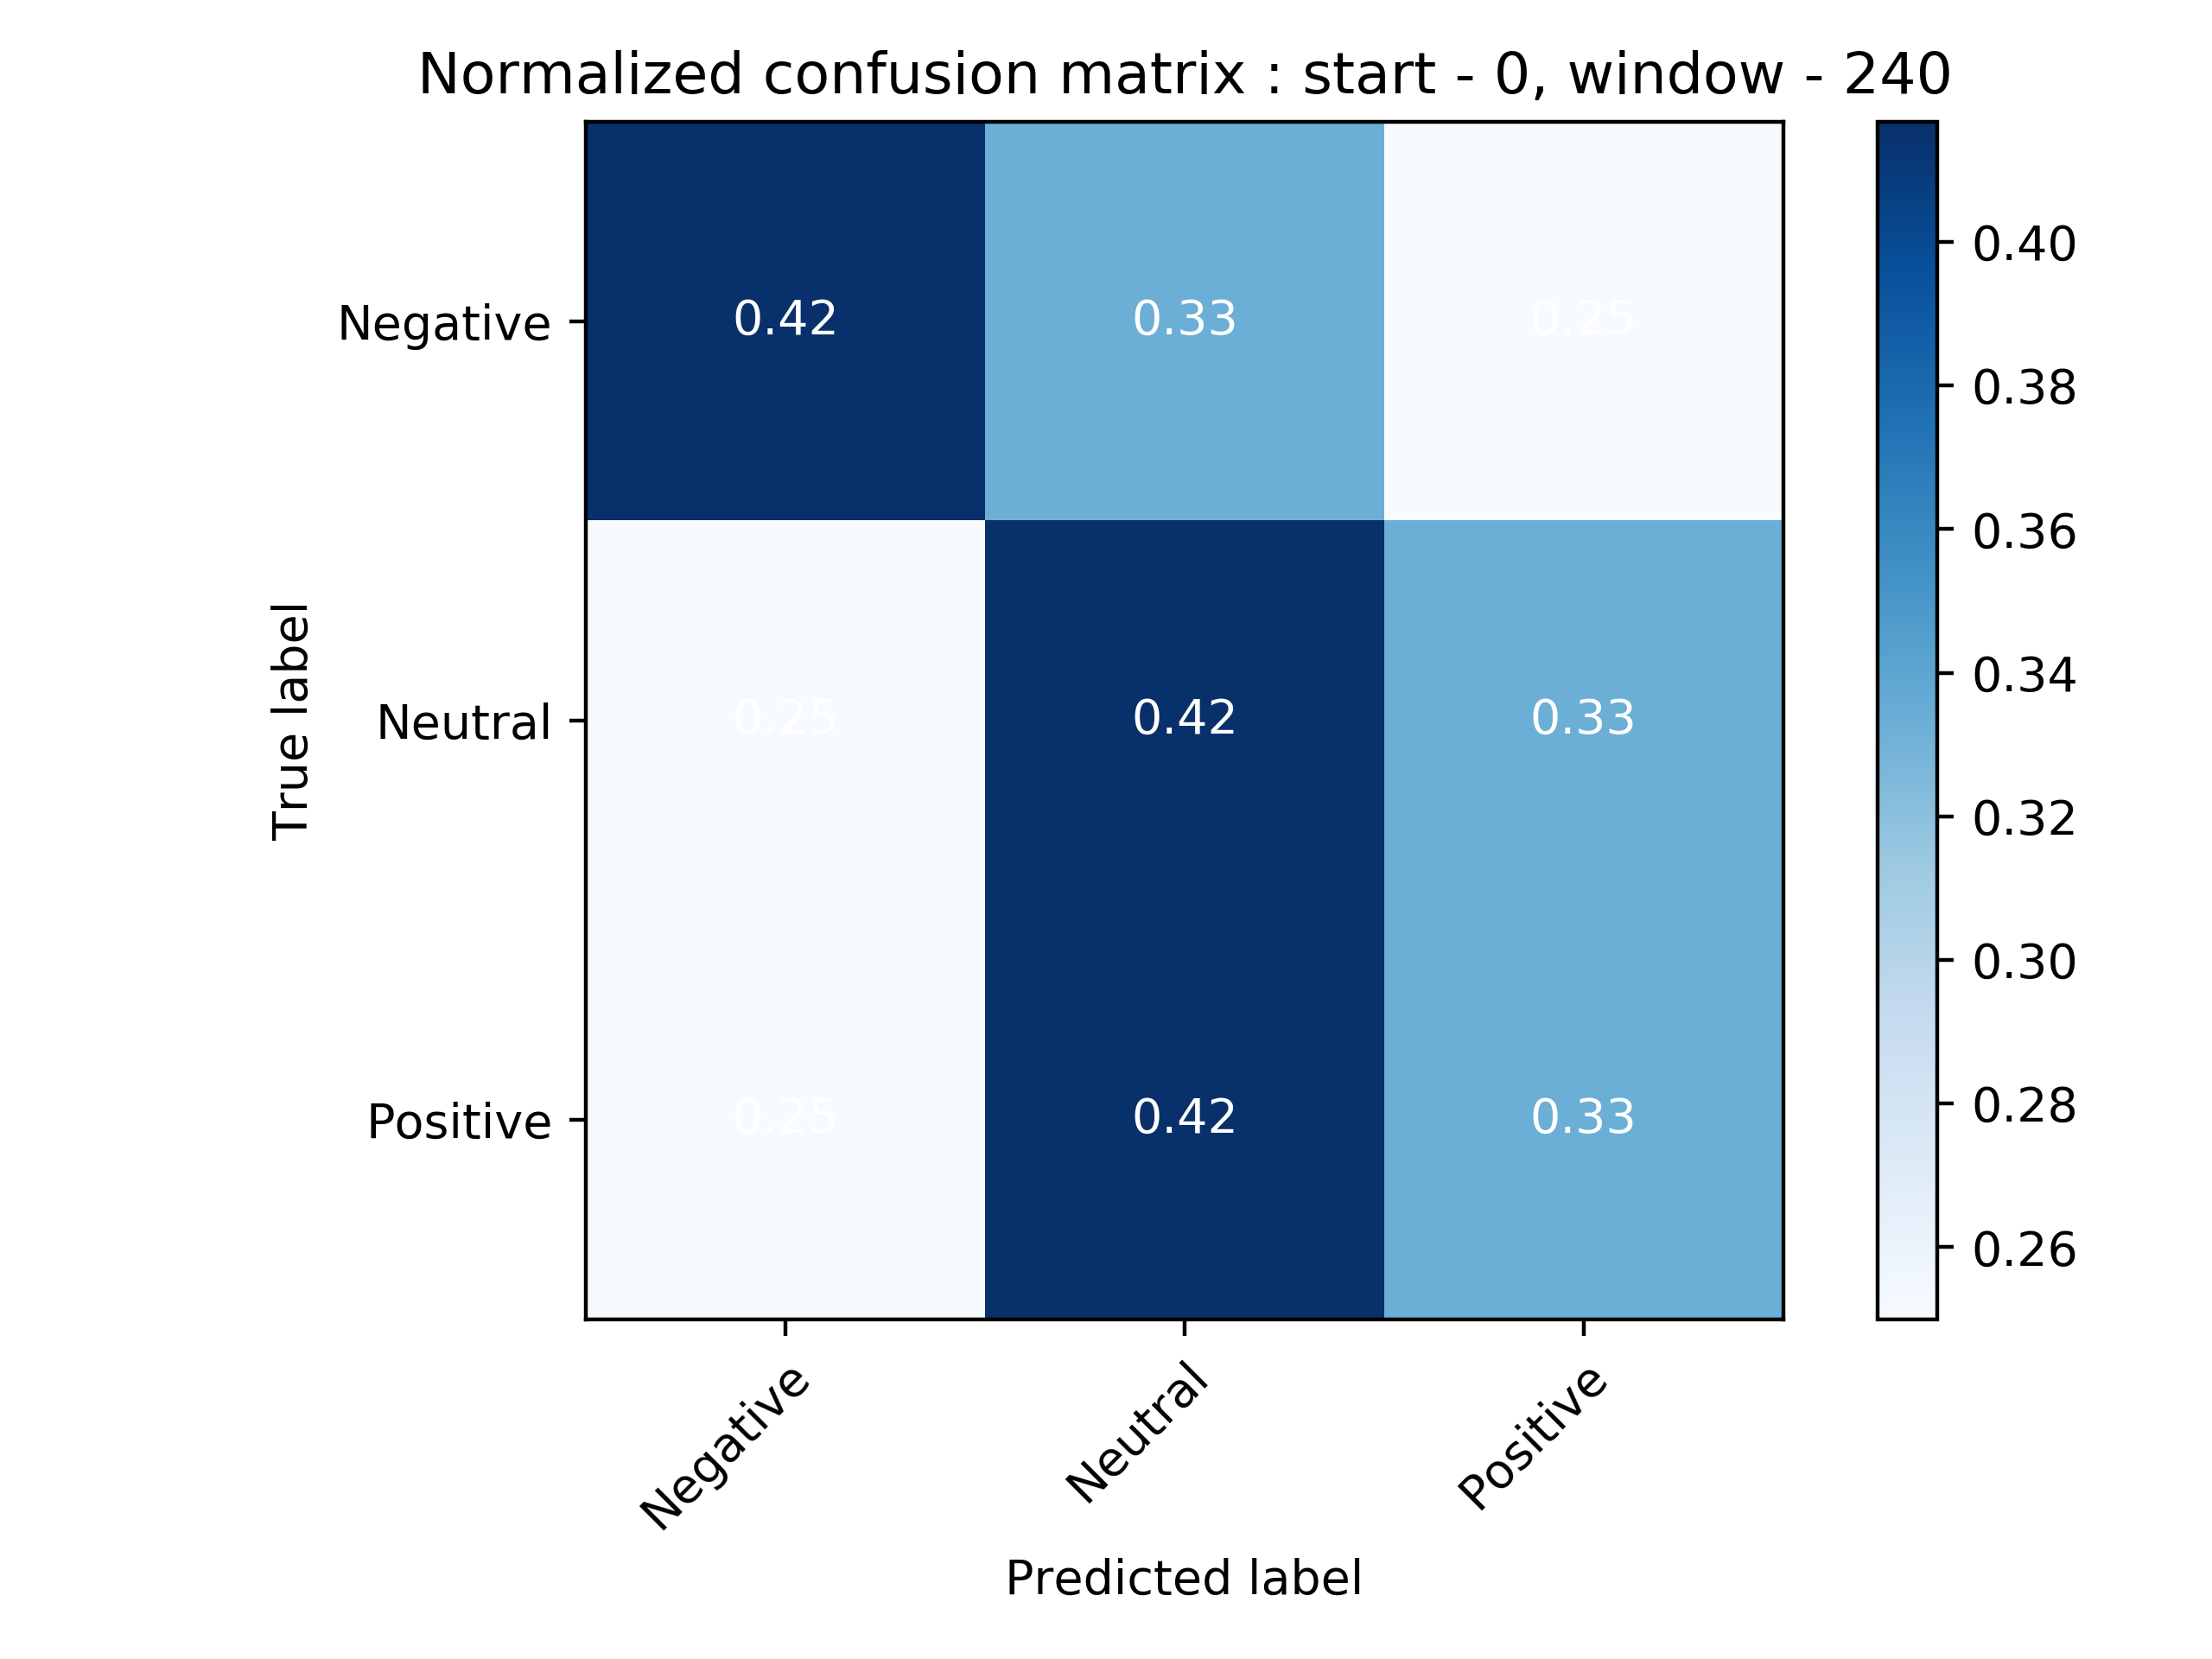 Normalized confusion matrix : start - 0, window - 240
Negative
0.42
0.33
0.25
Neutral
0.25
0.42
0.33
Positive
0.25
0.42
0.33
True label
Negative
Neutral
Positive
Predicted label
0.40
0.38
0.36
0.34
0.32
0.30
0.28
0.26